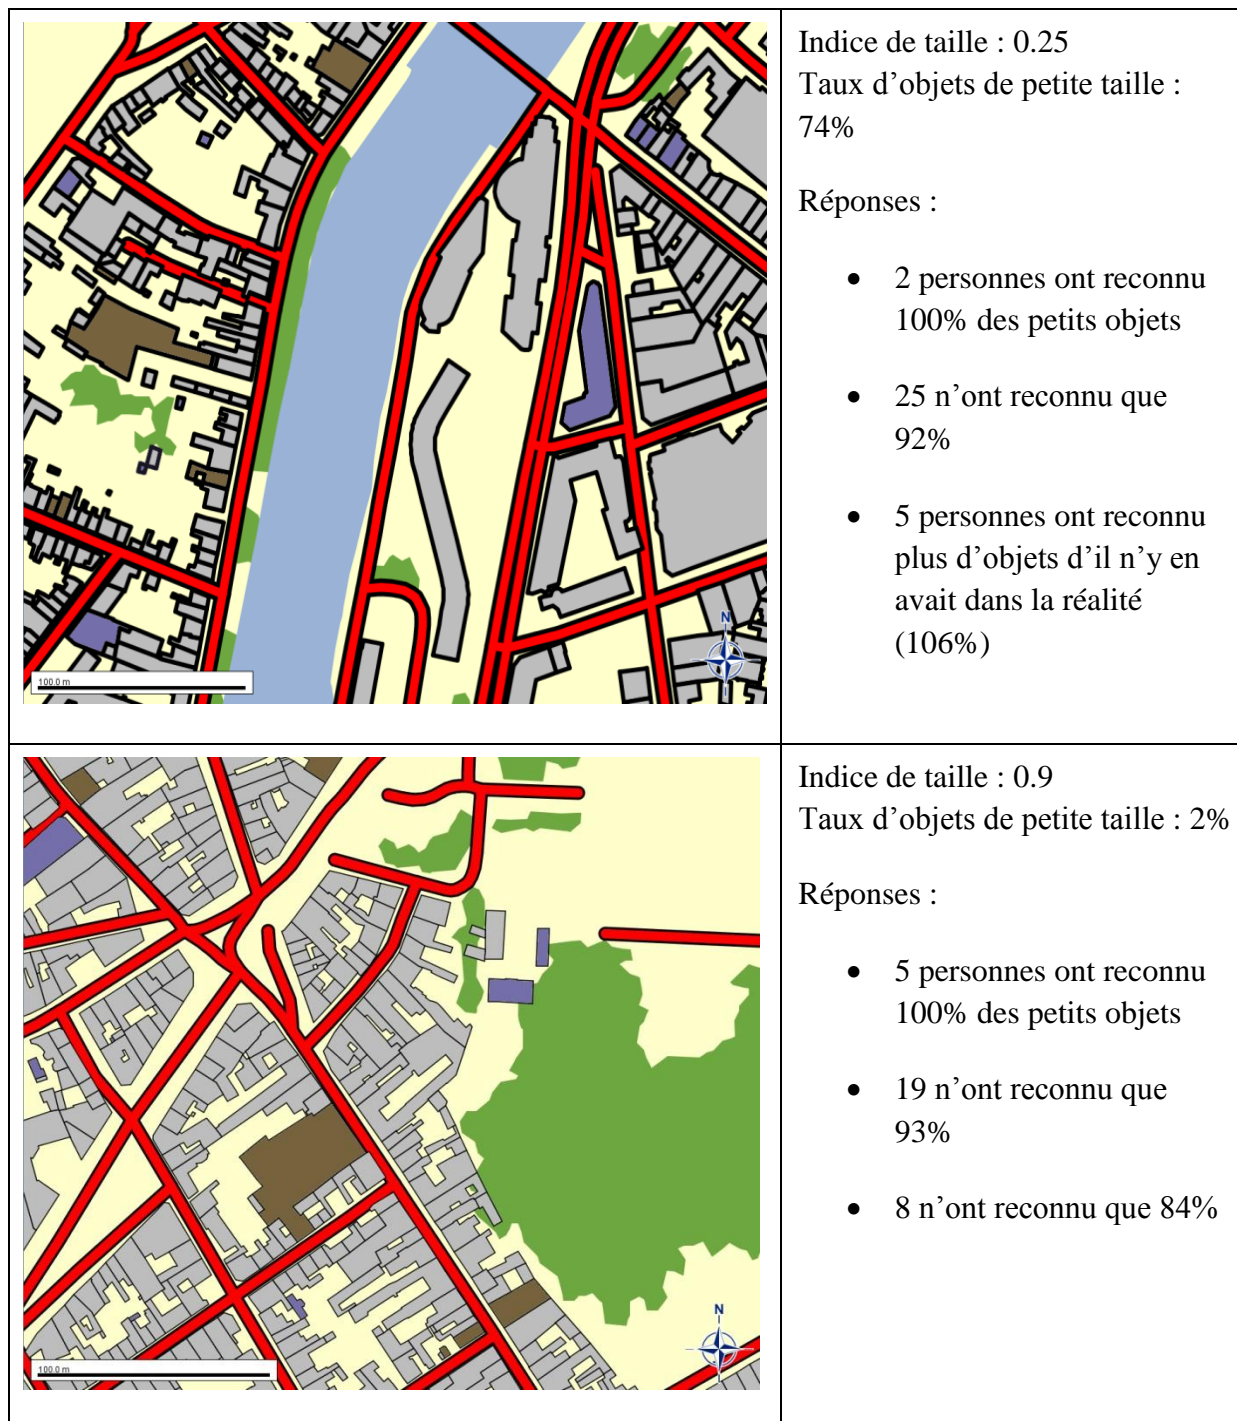 Indice de taille : 0.25
Taux d’objets de petite taille :
74%
Réponses :
• 2 personnes ont reconnu
100% des petits objets
• 25 n’ont reconnu que
92%
• 5 personnes ont reconnu
plus d’objets d’il n’y en
avait dans la réalité
(106%)
N
100.0 m
Indice de taille : 0.9
Taux d’objets de petite taille : 2%
Réponses :
• 5 personnes ont reconnu
100% des petits objets
• 19 n’ont reconnu que
93%
• 8 n’ont reconnu que 84%
N
100.0 m